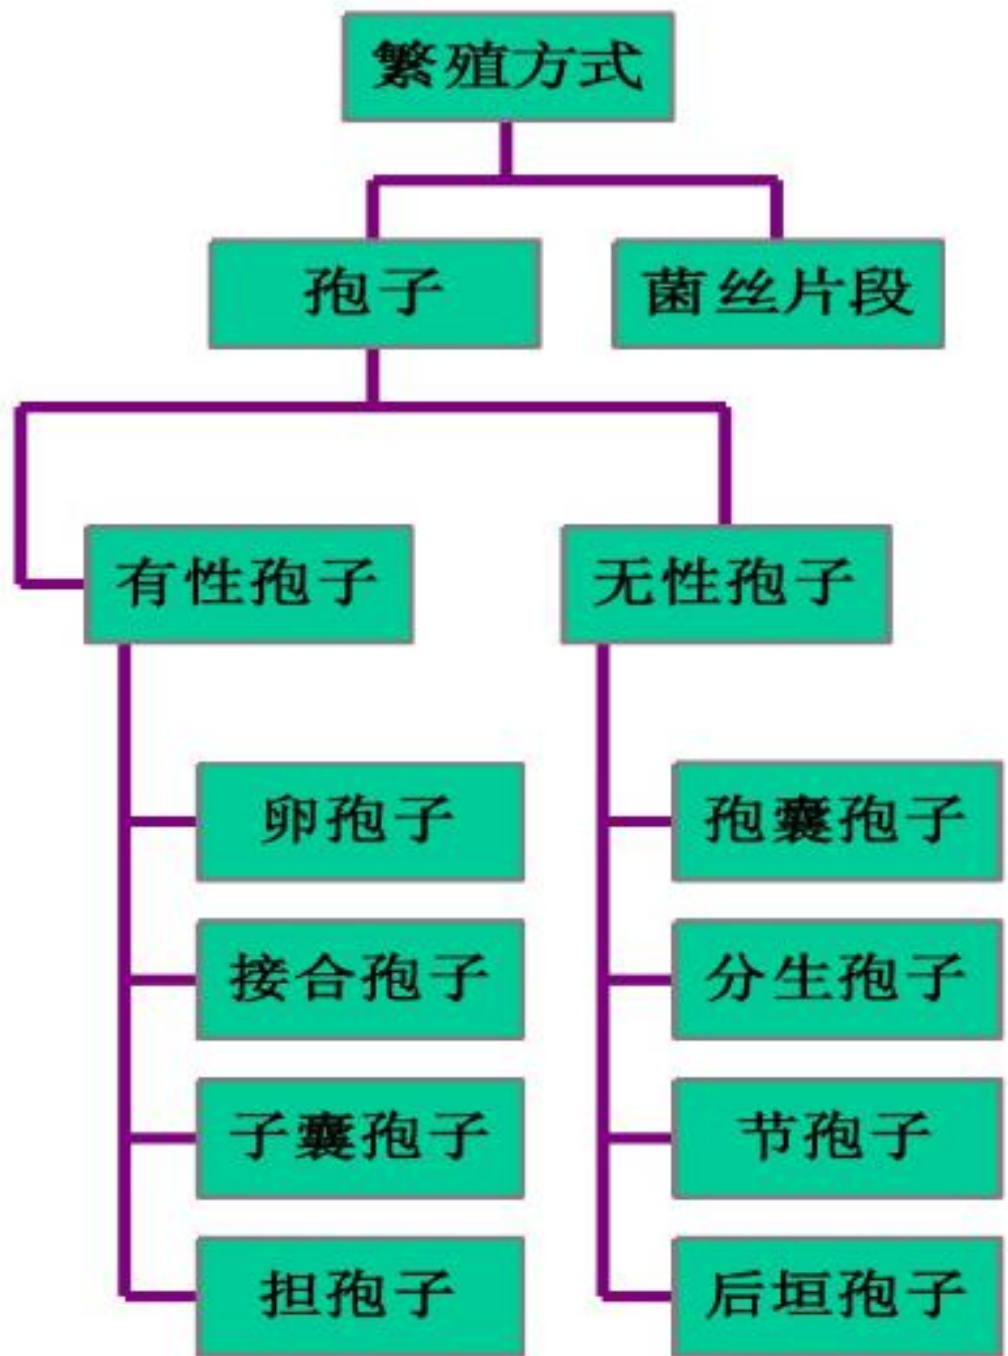 繁殖方式
孢子
菌丝片段
有性孢子
无性孢子
卵孢子
接合孢子
子囊孢子
担孢子
孢囊孢子
分生孢子
节孢子
后垣孢子